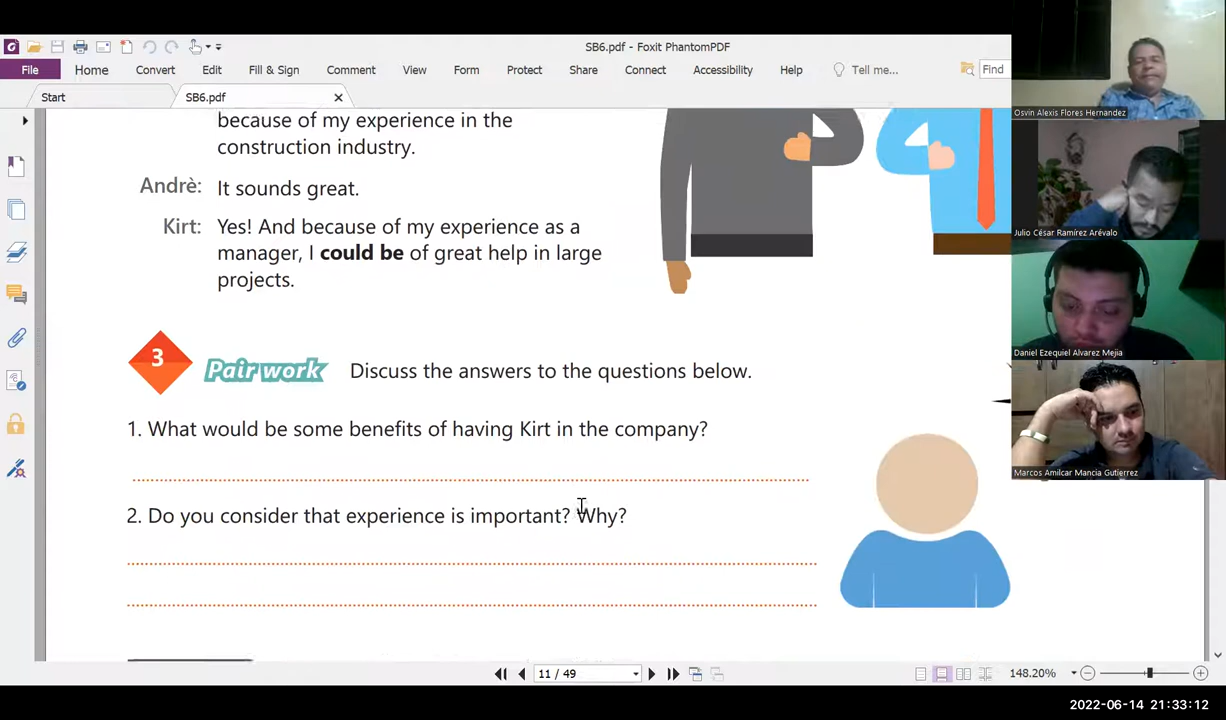 SB6.pdf - Foxit PhantomPDF
File Home Convert Edit Fill & Sign Comment View Form Protect Share Connect Accessibility Help Tell me... Find
Start SB6.pdf
because of my experience in the
construction industry.
Andrè: It sounds great.
Kirt: Yes! And because of my experience as a
manager, I could be of great help in large
projects.
3 Pair work Discuss the answers to the questions below.
1. What would be some benefits of having Kirt in the company?
2. Do you consider that experience is important? Why?
Osvin Alexis Flores Hernandez
Julio César Ramírez Arévalo
Daniel Ezequiel Alvarez Mejia
Marcos Amilcar Mancia Gutierrez
11 / 49
148.20%
2022-06-14 21:33:12